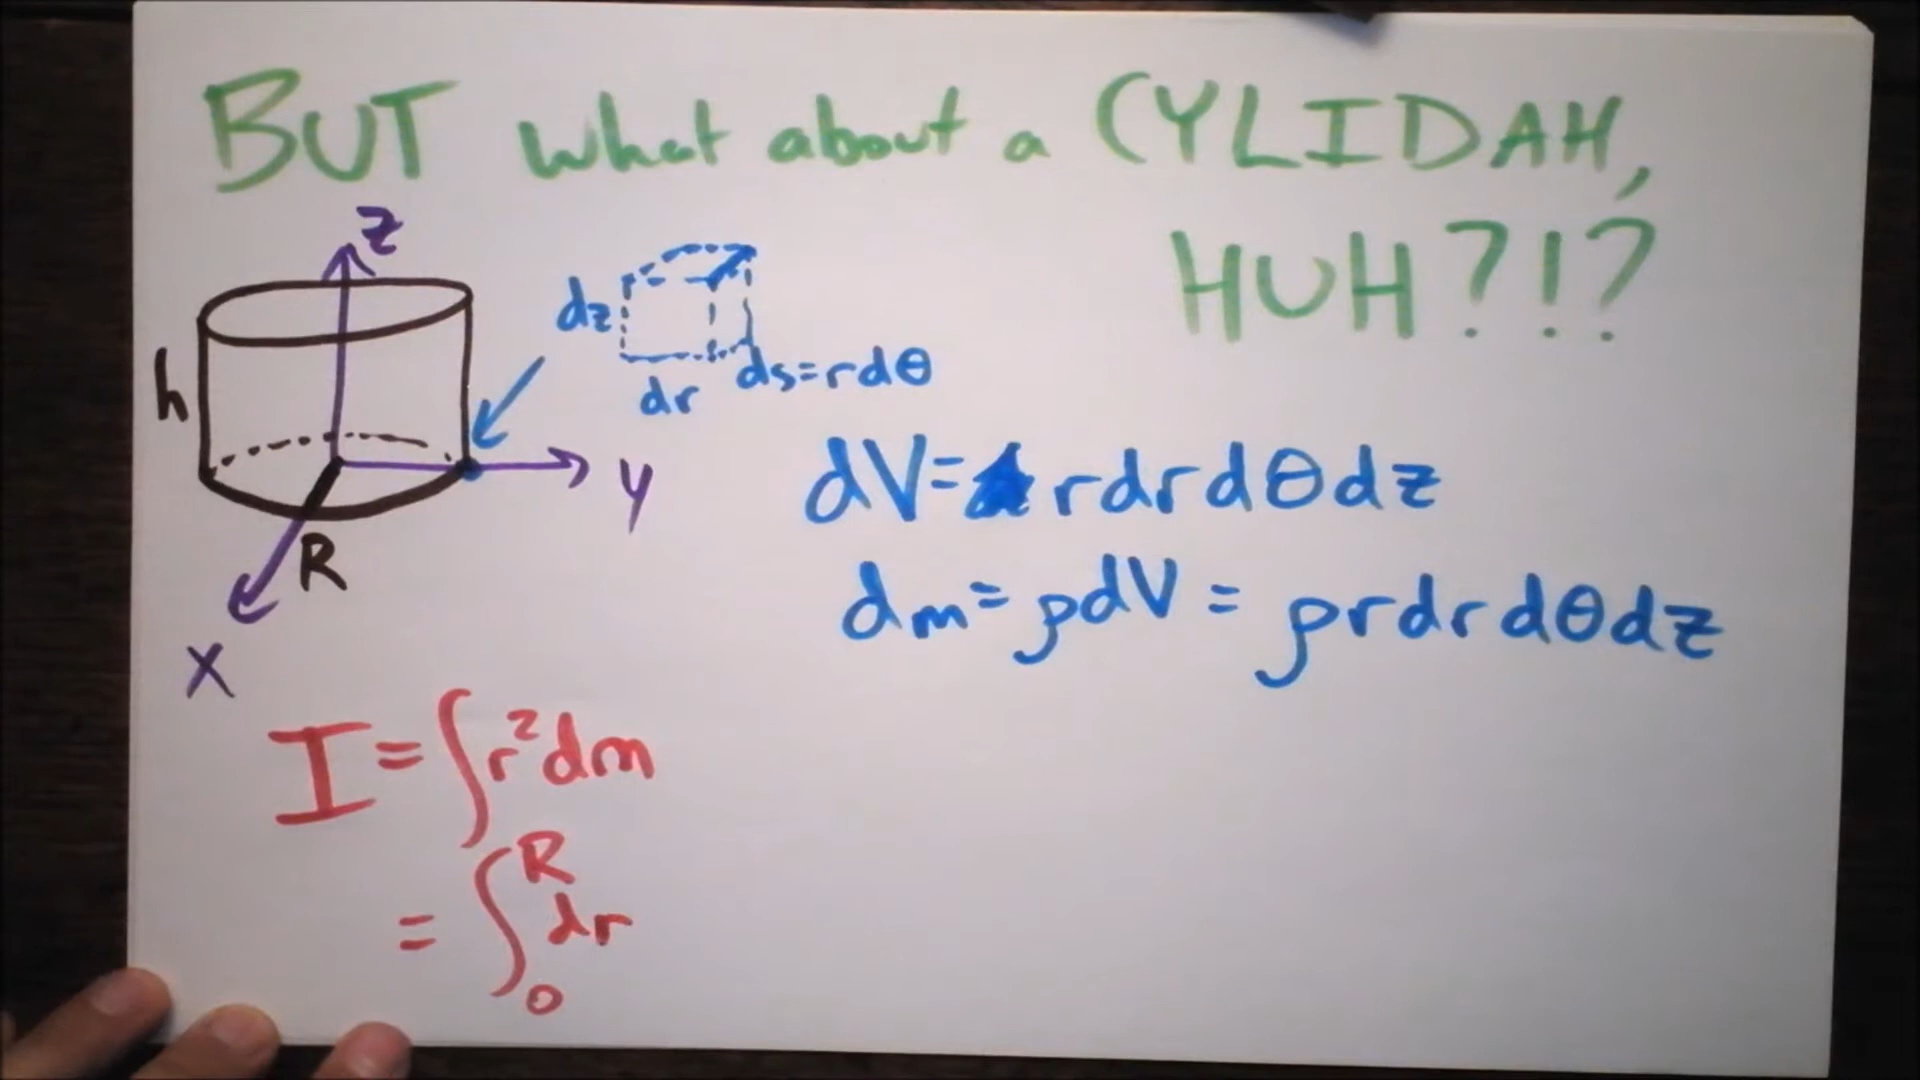 BUT what about a CYLIDAH,
HUH?!?
z
h
R
x
y
dz
dr
ds=rdθ
dV=rdrdθdz
dm=ρdV=ρrdrdθdz
I=∫r²dm
=∫₀ᴿdr